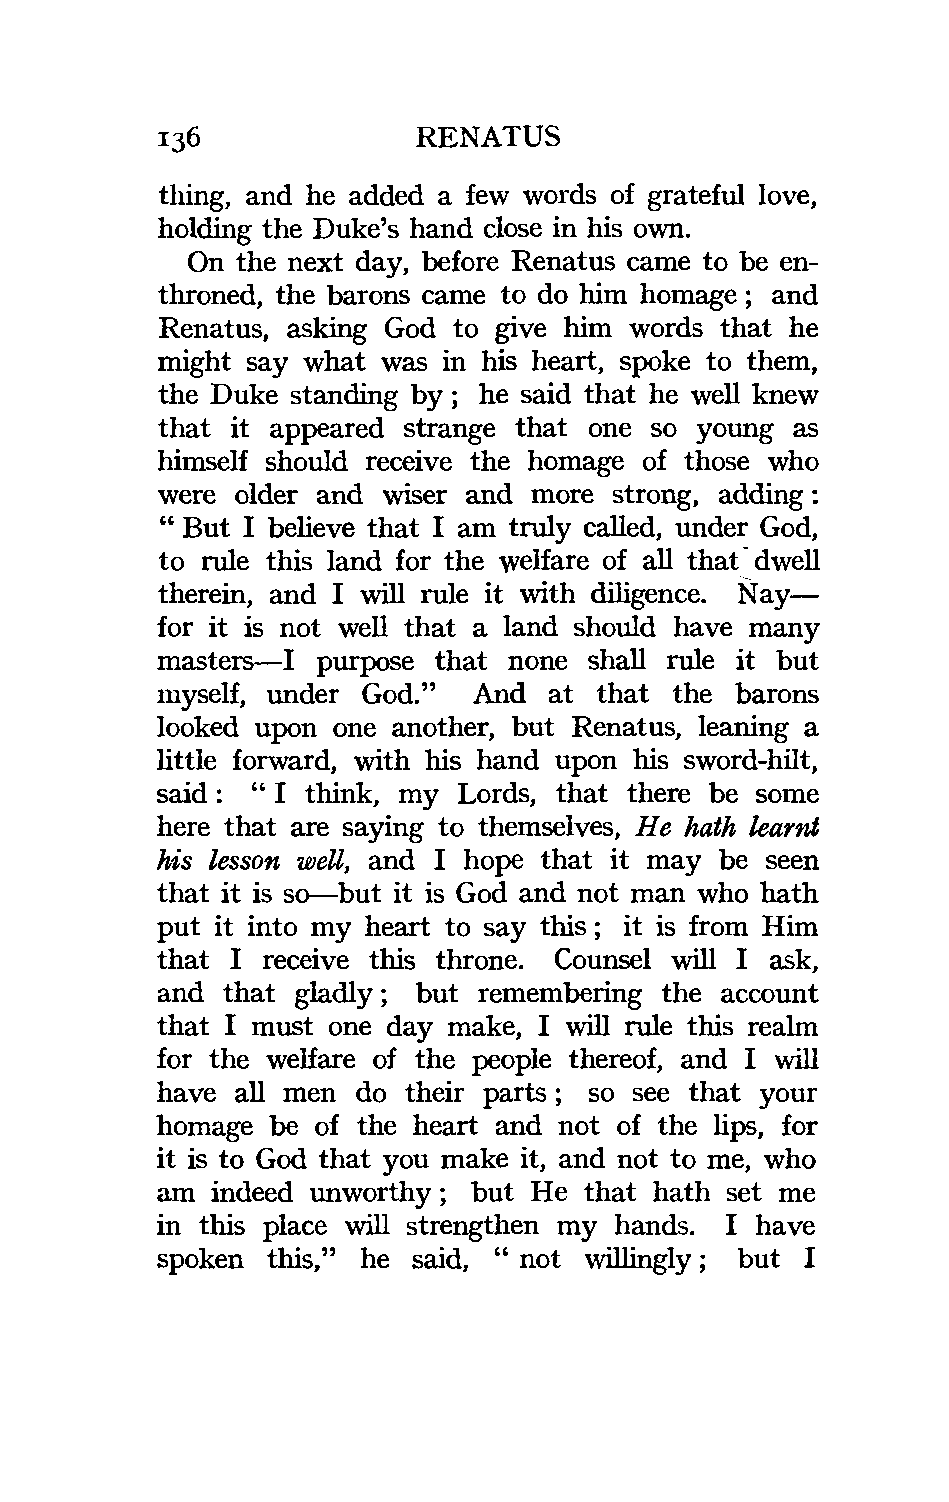 136 RENATUS
thing, and he added a few words of grateful love,
holding the Duke's hand close in his own.
On the next day, before Renatus came to be en-
throned, the barons came to do him homage ; and
Renatus, asking God to give him words that he
might say what was in his heart, spoke to them,
the Duke standing by ; he said that he well knew
that it appeared strange that one so young as
himself should receive the homage of those who
were older and wiser and more strong, adding :
“ But I believe that I am truly called, under God,
to rule this land for the welfare of all that dwell
therein, and I will rule it with diligence. Nay—
for it is not well that a land should have many
masters—I purpose that none shall rule it but
myself, under God.” And at that the barons
looked upon one another, but Renatus, leaning a
little forward, with his hand upon his sword-hilt,
said : “ I think, my Lords, that there be some
here that are saying to themselves, He hath learnt
his lesson well, and I hope that it may be seen
that it is so—but it is God and not man who hath
put it into my heart to say this ; it is from Him
that I receive this throne. Counsel will I ask,
and that gladly ; but remembering the account
that I must one day make, I will rule this realm
for the welfare of the people thereof, and I will
have all men do their parts ; so see that your
homage be of the heart and not of the lips, for
it is to God that you make it, and not to me, who
am indeed unworthy ; but He that hath set me
in this place will strengthen my hands. I have
spoken this,” he said, “ not willingly ; but I